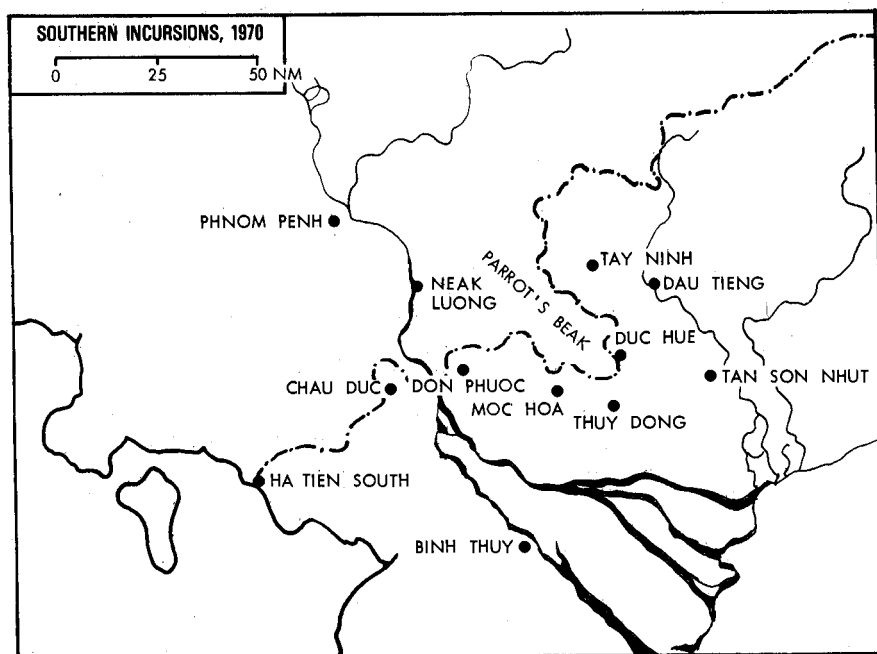 SOUTHERN INCURSIONS, 1970
0 25 50 NM
PHNOM PENH
TAY NINH
NEAK
LUONG
DAU TIENG
PARROT'S BEAK
DUC HUE
CHAU DUC
DON PHUOC
TAN SON NHUT
MOC HOA
THUY DONG
HA TIEN SOUTH
BINH THUY